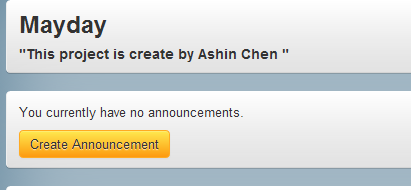 Mayday
"This project is create by Ashin Chen "
You currently have no announcements.
Create Announcement